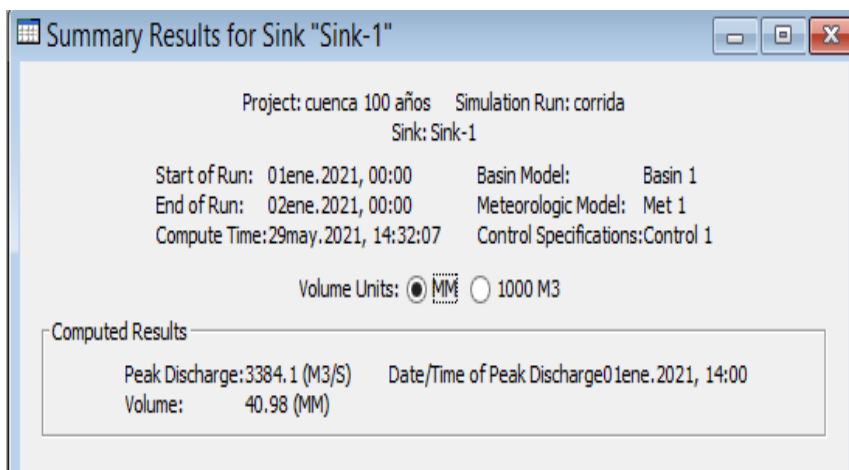 Summary Results for Sink "Sink-1"
Project: cuenca 100 años Simulation Run: corrida
Sink: Sink-1
Start of Run: 01ene.2021, 00:00 Basin Model: Basin 1
End of Run: 02ene.2021, 00:00 Meteorologic Model: Met 1
Compute Time:29may.2021, 14:32:07 Control Specifications:Control 1
Volume Units: MM 1000 M3
Computed Results
Peak Discharge:3384.1 (M3/S) Date/Time of Peak Discharge01ene.2021, 14:00
Volume: 40.98 (MM)